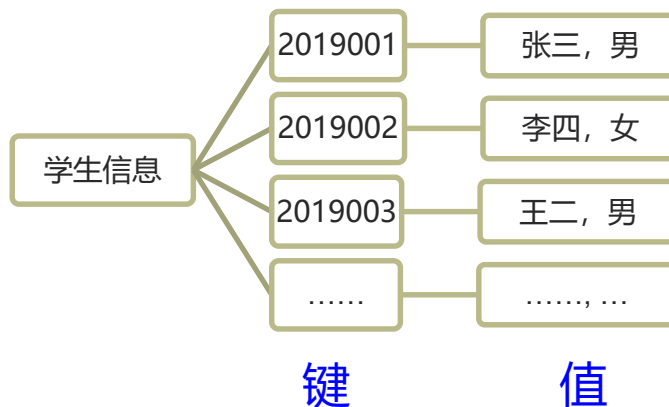 学生信息
2019001
张三，男
2019002
李四，女
2019003
王二，男
……
……, …
键
值